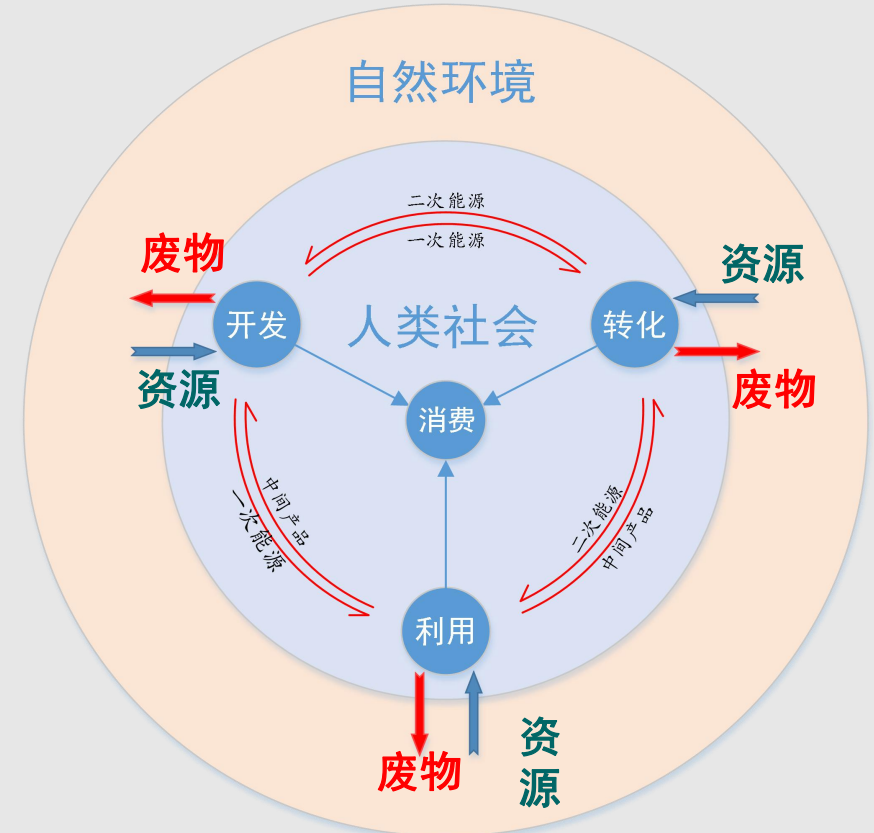 自然环境
二次能源
一次能源
废物
资源
开发
人类社会
转化
资源
废物
消费
中间产品
一次能源
二次能源
中间产品
利用
废物
资
源